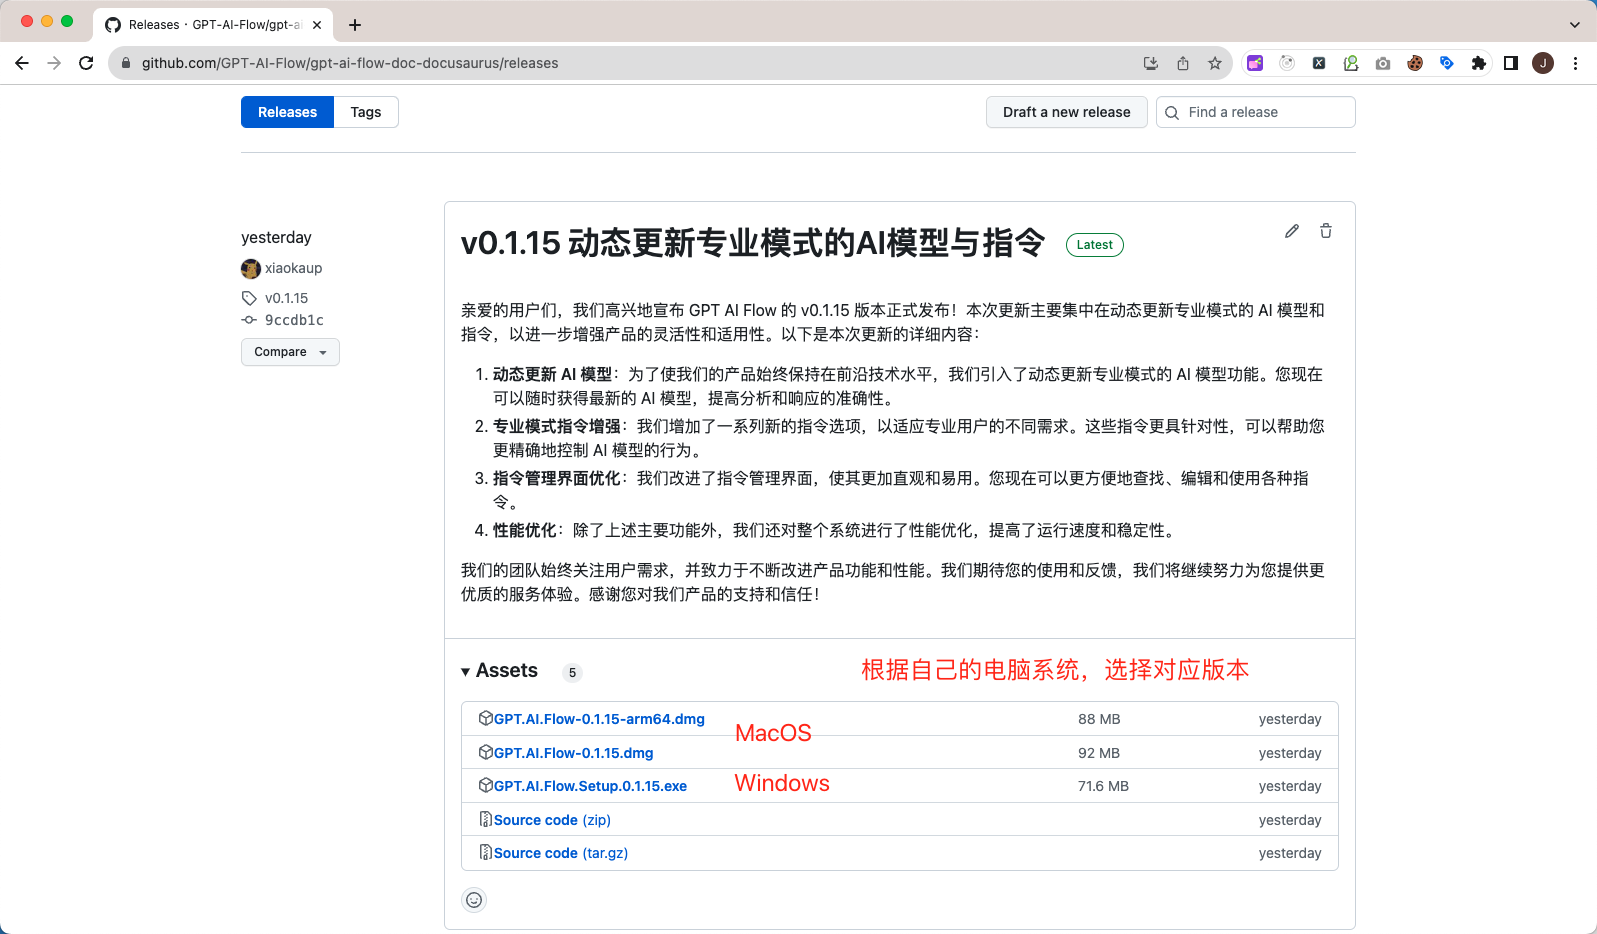 Releases · GPT-AI-Flow/gpt-ai
github.com/GPT-AI-Flow/gpt-ai-flow-doc-docusaurus/releases
J
Releases
Tags
Draft a new release
Find a release
yesterday
xiaokaup
v0.1.15
9ccdb1c
Compare
v0.1.15 动态更新专业模式的AI模型与指令
Latest
亲爱的用户们，我们高兴地宣布 GPT AI Flow 的 v0.1.15 版本正式发布！本次更新主要集中在动态更新专业模式的 AI 模型和
指令，以进一步增强产品的灵活性和适用性。以下是本次更新的详细内容：
1. 动态更新 AI 模型：为了使我们的产品始终保持在前沿技术水平，我们引入了动态更新专业模式的 AI 模型功能。您现在
可以随时获得最新的 AI 模型，提高分析和响应的准确性。
2. 专业模式指令增强：我们增加了一系列新的指令选项，以适应专业用户的不同需求。这些指令更具针对性，可以帮助您
更精确地控制 AI 模型的行为。
3. 指令管理界面优化：我们改进了指令管理界面，使其更加直观和易用。您现在可以更方便地查找、编辑和使用各种指
令。
4. 性能优化：除了上述主要功能外，我们还对整个系统进行了性能优化，提高了运行速度和稳定性。
我们的团队始终关注用户需求，并致力于不断改进产品功能和性能。我们期待您的使用和反馈，我们将继续努力为您提供更
优质的服务体验。感谢您对我们产品的支持和信任！
Assets 5
根据自己的电脑系统，选择对应版本
GPT.AI.Flow-0.1.15-arm64.dmg 88 MB yesterday
MacOS
GPT.AI.Flow-0.1.15.dmg 92 MB yesterday
Windows
GPT.AI.Flow.Setup.0.1.15.exe 71.6 MB yesterday
Source code (zip) yesterday
Source code (tar.gz) yesterday